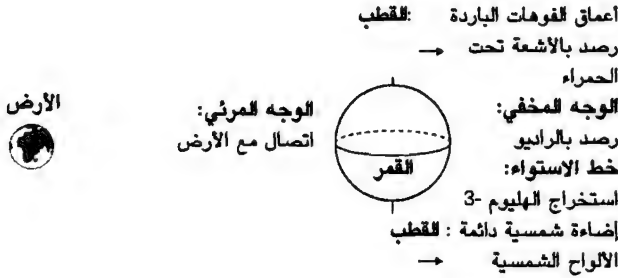 القطب: أعماق الفوهات الباردة
← رصد بالأشعة تحت
الحمراء
الوجه المخفي:
رصد بالراديو
خط الاستواء:
استخراج الهليوم -3
القطب : إضاءة شمسية دائمة
← الألواح الشمسية
القمر
الوجه المرئي:
اتصال مع الأرض
الأرض